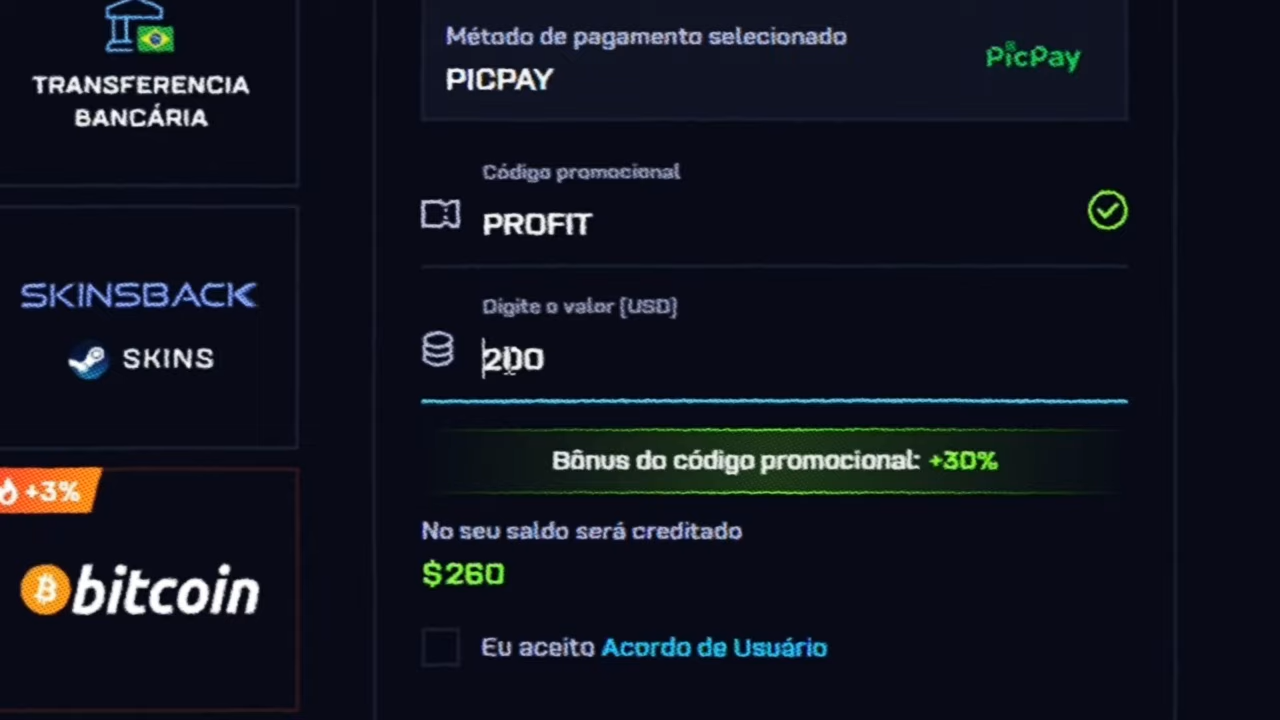 TRANSFERENCIA
BANCÁRIA
SKINSBACK
SKINS
+3%
bitcoin
Método de pagamento selecionado
PICPAY
PicPay
Código promocional
PROFIT
Digite o valor (USD)
200
Bônus do código promocional: +30%
No seu saldo será creditado
$260
Eu aceito Acordo de Usuário